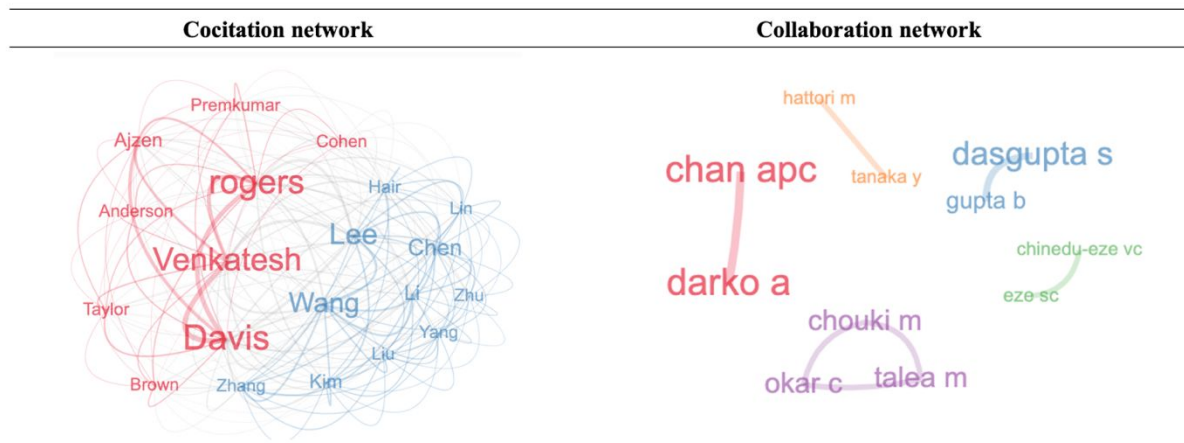 Cocitation network
Collaboration network
Premkumar
Ajzen
Cohen
rogers
Hair
Anderson
Lin
Lee
Chen
Venkatesh
Li
Zhu
Wang
Taylor
Yang
Davis
Liu
Brown
Zhang
Kim
hattori m
chan apc
tanaka y
dasgupta s
gupta b
chinedu-eze vc
darko a
eze sc
chouki m
okar c
talea m